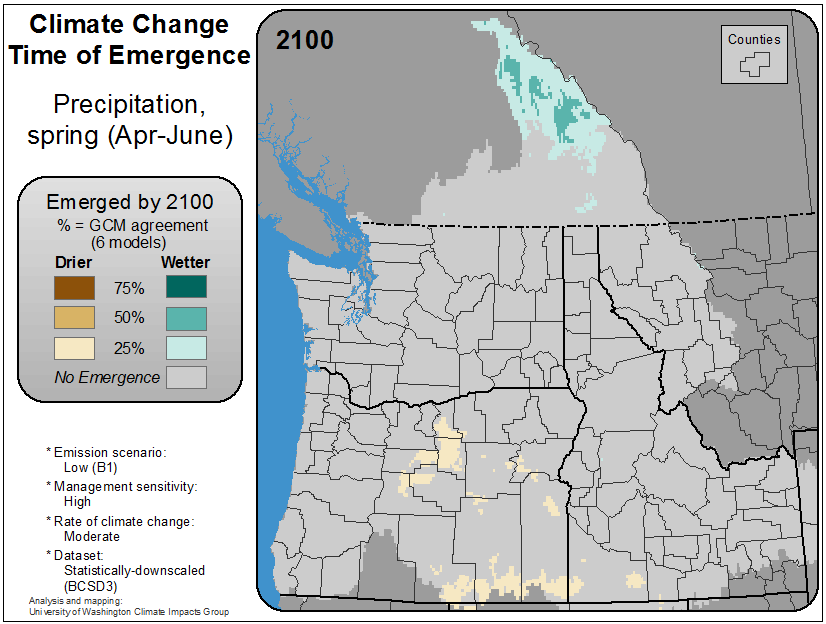 Climate Change
Time of Emergence
Precipitation,
spring (Apr-June)
Emerged by 2100
% = GCM agreement
(6 models)
Drier Wetter
75%
50%
25%
No Emergence
* Emission scenario:
Low (B1)
* Management sensitivity:
High
* Rate of climate change:
Moderate
* Dataset:
Statistically-downscaled
(BCSD3)
Analysis and mapping:
University of Washington Climate Impacts Group
2100
Counties